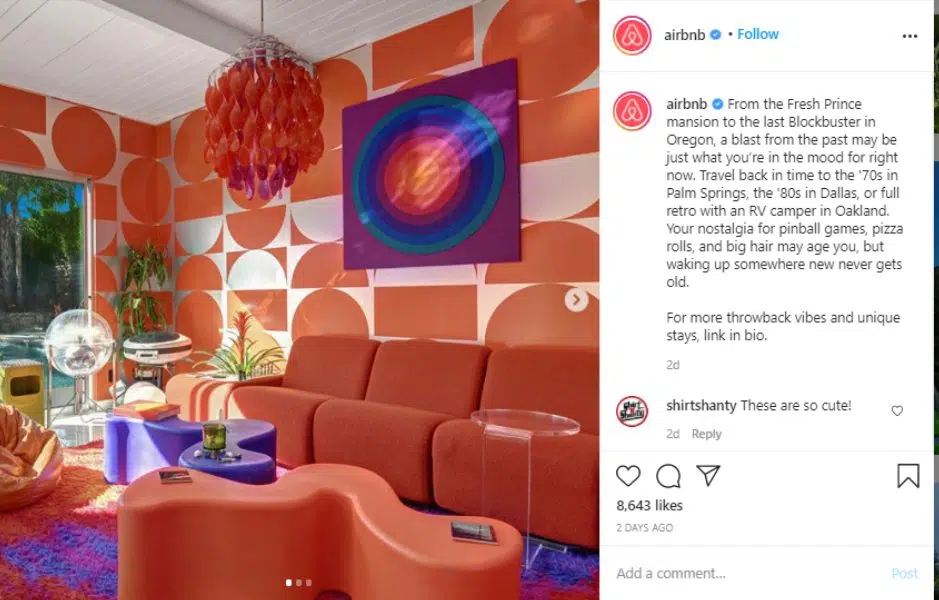 airbnb • Follow
airbnb From the Fresh Prince
mansion to the last Blockbuster in
Oregon, a blast from the past may be
just what you're in the mood for right
now. Travel back in time to the '70s in
Palm Springs, the '80s in Dallas, or full
retro with an RV camper in Oakland.
Your nostalgia for pinball games, pizza
rolls, and big hair may age you, but
waking up somewhere new never gets
old.
For more throwback vibes and unique
stays, link in bio.
2d
shirtshanty These are so cute!
2d Reply
8,643 likes
2 DAYS AGO
Add a comment... Post